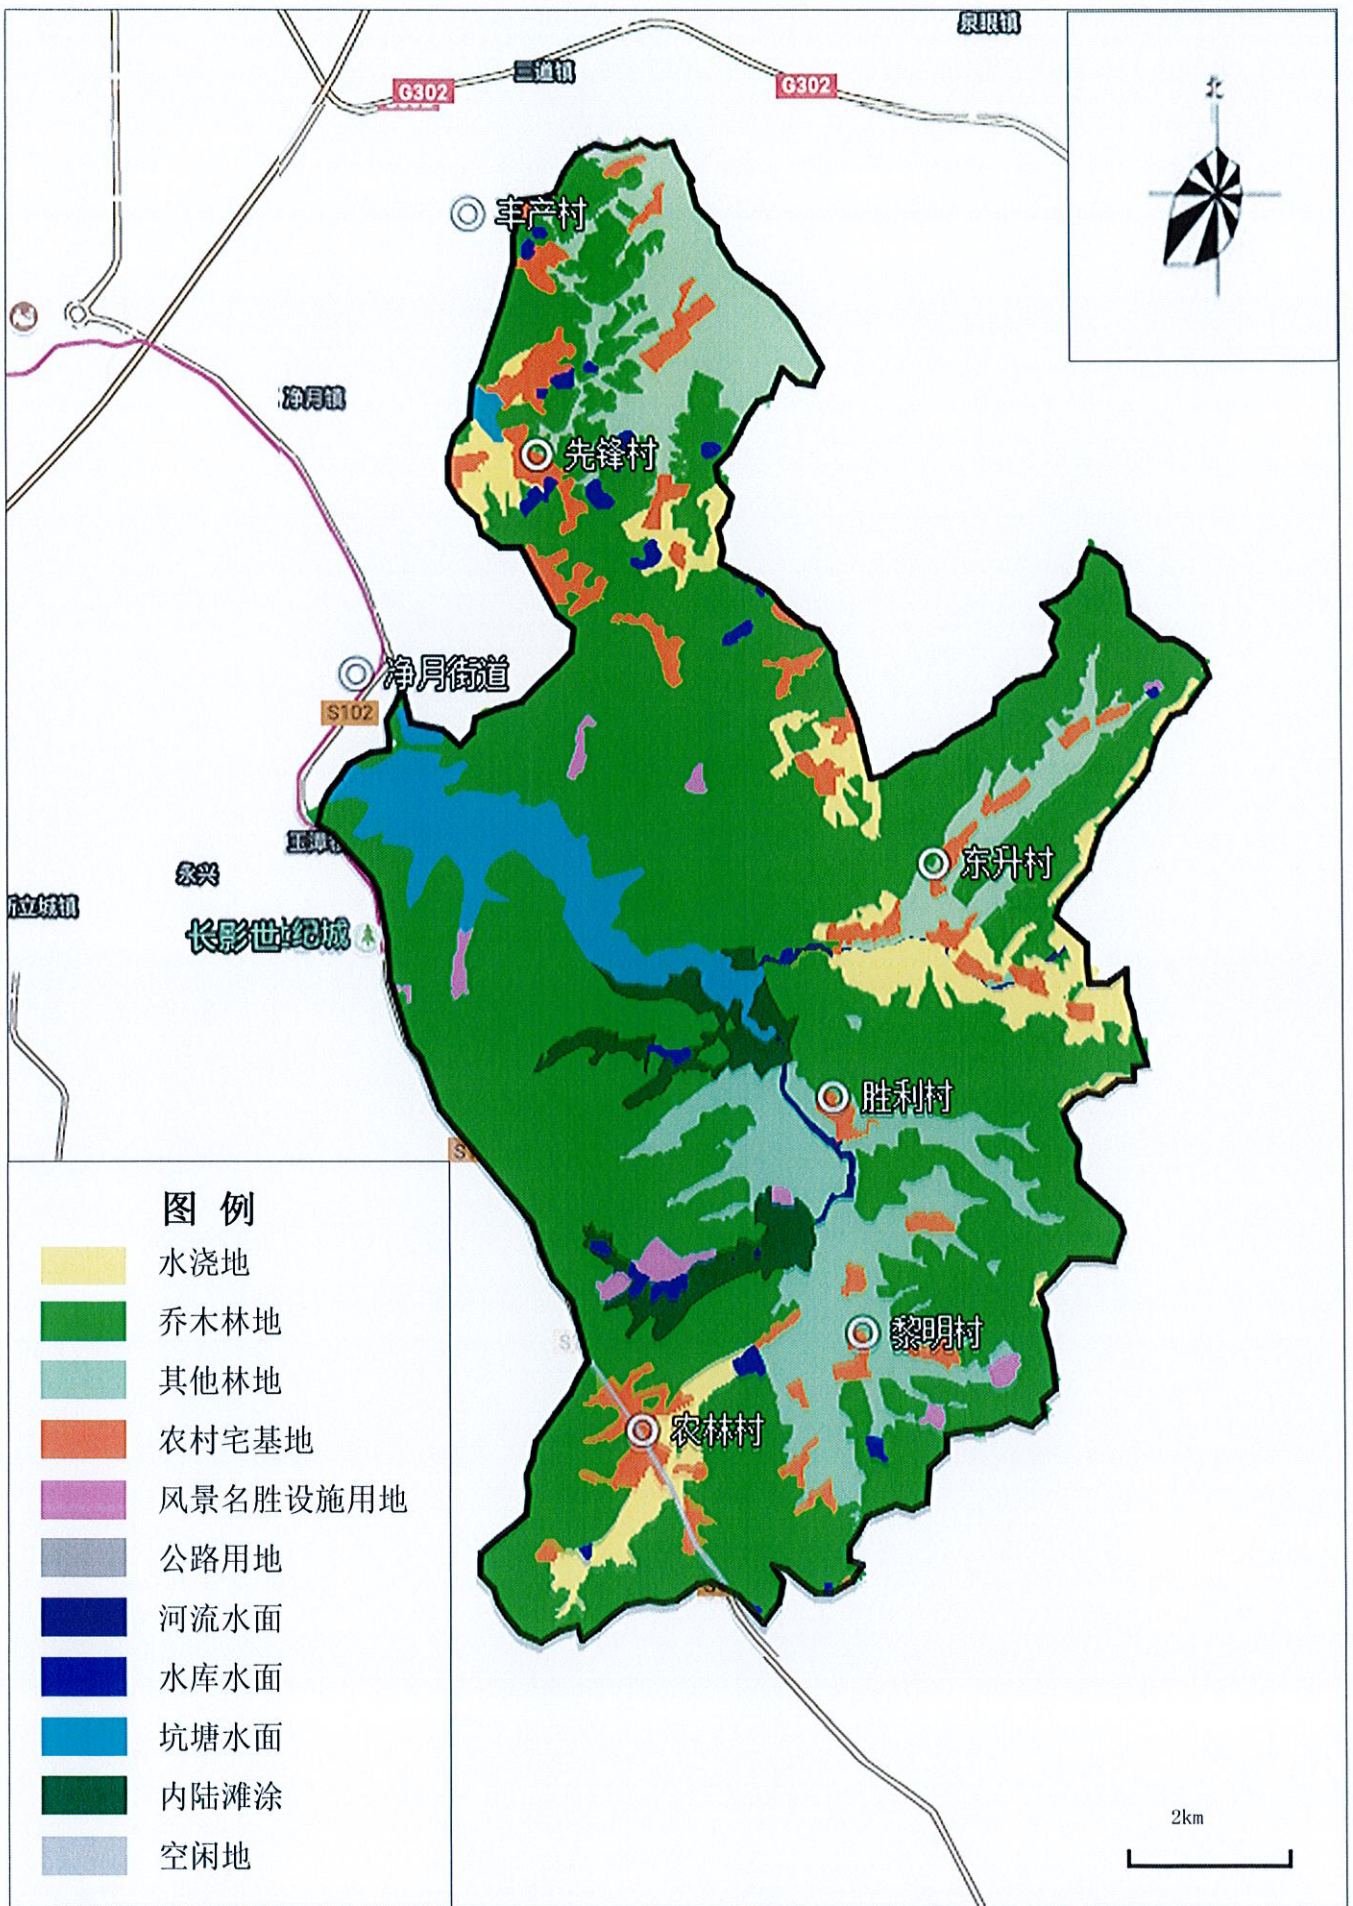 泉眼镇
三道镇
G302
G302
北
丰产村
净月镇
先锋村
净月街道
S102
东升村
永兴
长影世纪城
胜利村
黎明村
农林村
图例
水浇地
乔木林地
其他林地
农村宅基地
风景名胜设施用地
公路用地
河流水面
水库水面
坑塘水面
内陆滩涂
空闲地
2km